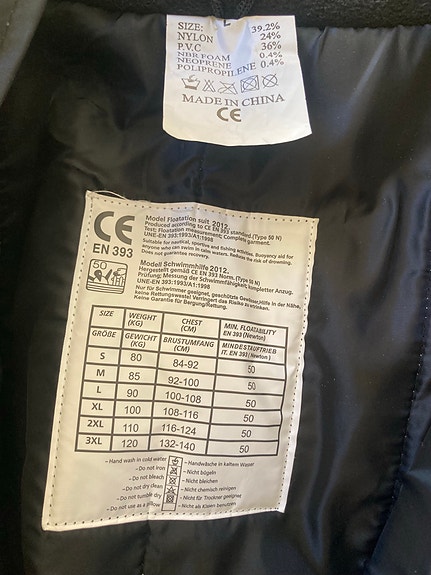 SIZE: L 39.2%
NYLON 24%
P.V.C 36%
NBR FOAM 0.4%
NEOPRENE 0.4%
POLIPROPILENE
MADE IN CHINA
CE
CE
EN 393
50
Model Floatation suit 2012.
Produced according to CE EN 393 standard.(Type 50 N)
Test; Floatation measurement; Complete garment.
UNE-EN 393:1993/A1:1998
Suitable for nautical, sportive and fishing activities. Buoyancy aid for
anyone who can swim in calm waters. Reduce the risk of drowning.
Does not guarantee recovery.
Modell Schwimmhilfe 2012.
Hergestellt gemäß CE EN 393 Norm. (Type 50 N)
Prüfung; Messung der Schwimmfähigkeit, kompletter Anzug.
UNE-EN 393:1993/A1:1998
Nur für Schwimmer geeignet, geschützte Gewässer,Hilfe in der Nähe,
keine Rettungsweste! Verringert das Risiko zu Ertrinken.
Keine Garantie für Bergung/Rettung.
SIZE WEIGHT (KG) CHEST (CM) MIN. FLOATABILITY EN 393 (Newton)
GRÖßE GEWICHT (KG) BRUSTUMFANG (CM) MINDESTAUFTRIEB IT. EN 393 (Newton)
S 80 84-92 50
M 85 92-100 50
L 90 100-108 50
XL 100 108-116 50
2XL 110 116-124 50
3XL 120 132-140 50
- Hand wash in cold water - Handwäsche in kaltem Wasser
- Do not iron - Nicht bügeln
- Do not bleach - Nicht bleichen
- Do not dry clean - Nicht chemisch reinigen
- Do not tumble dry - Nicht für Trockner geeignet
- Do not use as a pillow - Nicht als Kissen benutzen